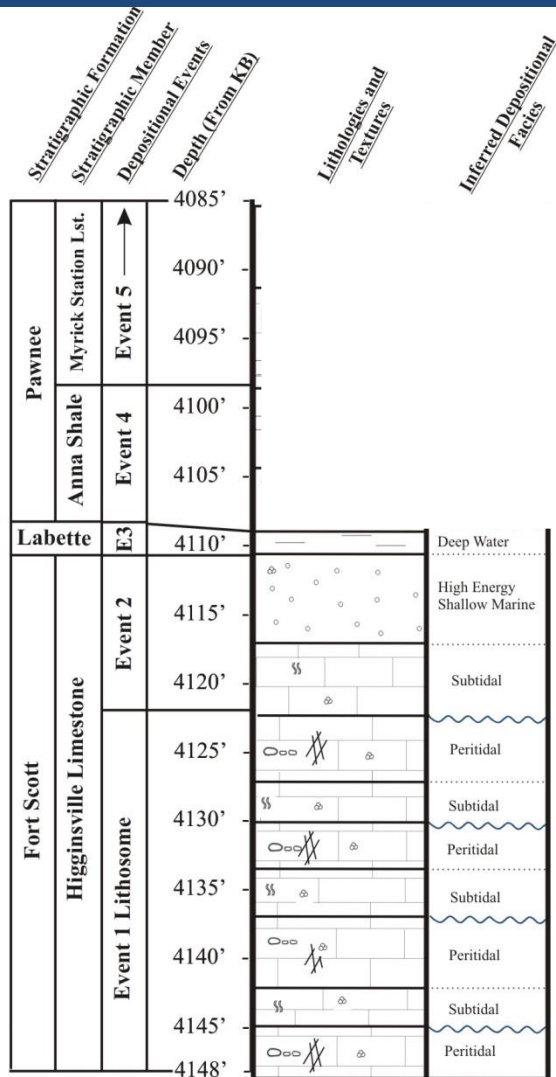 Stratigraphic Formation
Stratigraphic Member
Depositional Events
Depth (From KB)
Lithologies and
Textures
Inferred Depositional
Facies
Pawnee
Labette
Fort Scott
Myrick Station Lst.
Anna Shale
Higginsville Limestone
Event 5
Event 4
E3
Event 2
Event 1 Lithosome
4085’
4090’
4095’
4100’
4105’
4110’
4115’
4120’
4125’
4130’
4135’
4140’
4145’
4148’
Deep Water
High Energy
Shallow Marine
Subtidal
Peritidal
Subtidal
Peritidal
Subtidal
Peritidal
Subtidal
Peritidal